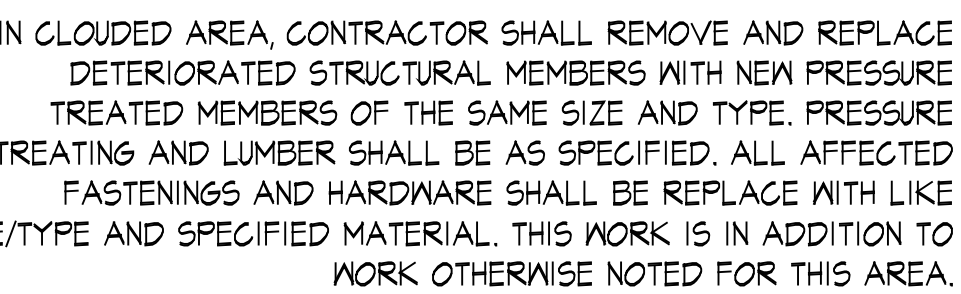 IN CLOUDED AREA, CONTRACTOR SHALL REMOVE AND REPLACE
DETERIORATED STRUCTURAL MEMBERS WITH NEW PRESSURE
TREATED MEMBERS OF THE SAME SIZE AND TYPE. PRESSURE
TREATING AND LUMBER SHALL BE AS SPECIFIED. ALL AFFECTED
FASTENINGS AND HARDWARE SHALL BE REPLACE WITH LIKE
E/TYPE AND SPECIFIED MATERIAL. THIS WORK IS IN ADDITION TO
WORK OTHERWISE NOTED FOR THIS AREA.